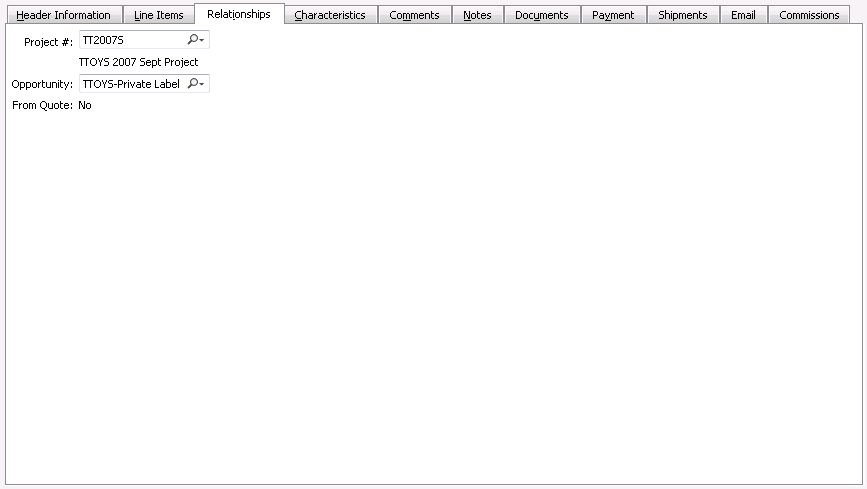 Header Information Line Items Relationships Characteristics Comments Notes Documents Payment Shipments Email Commissions
Project #: TT2007S
TTOYS 2007 Sept Project
Opportunity: TTOYS-Private Label
From Quote: No